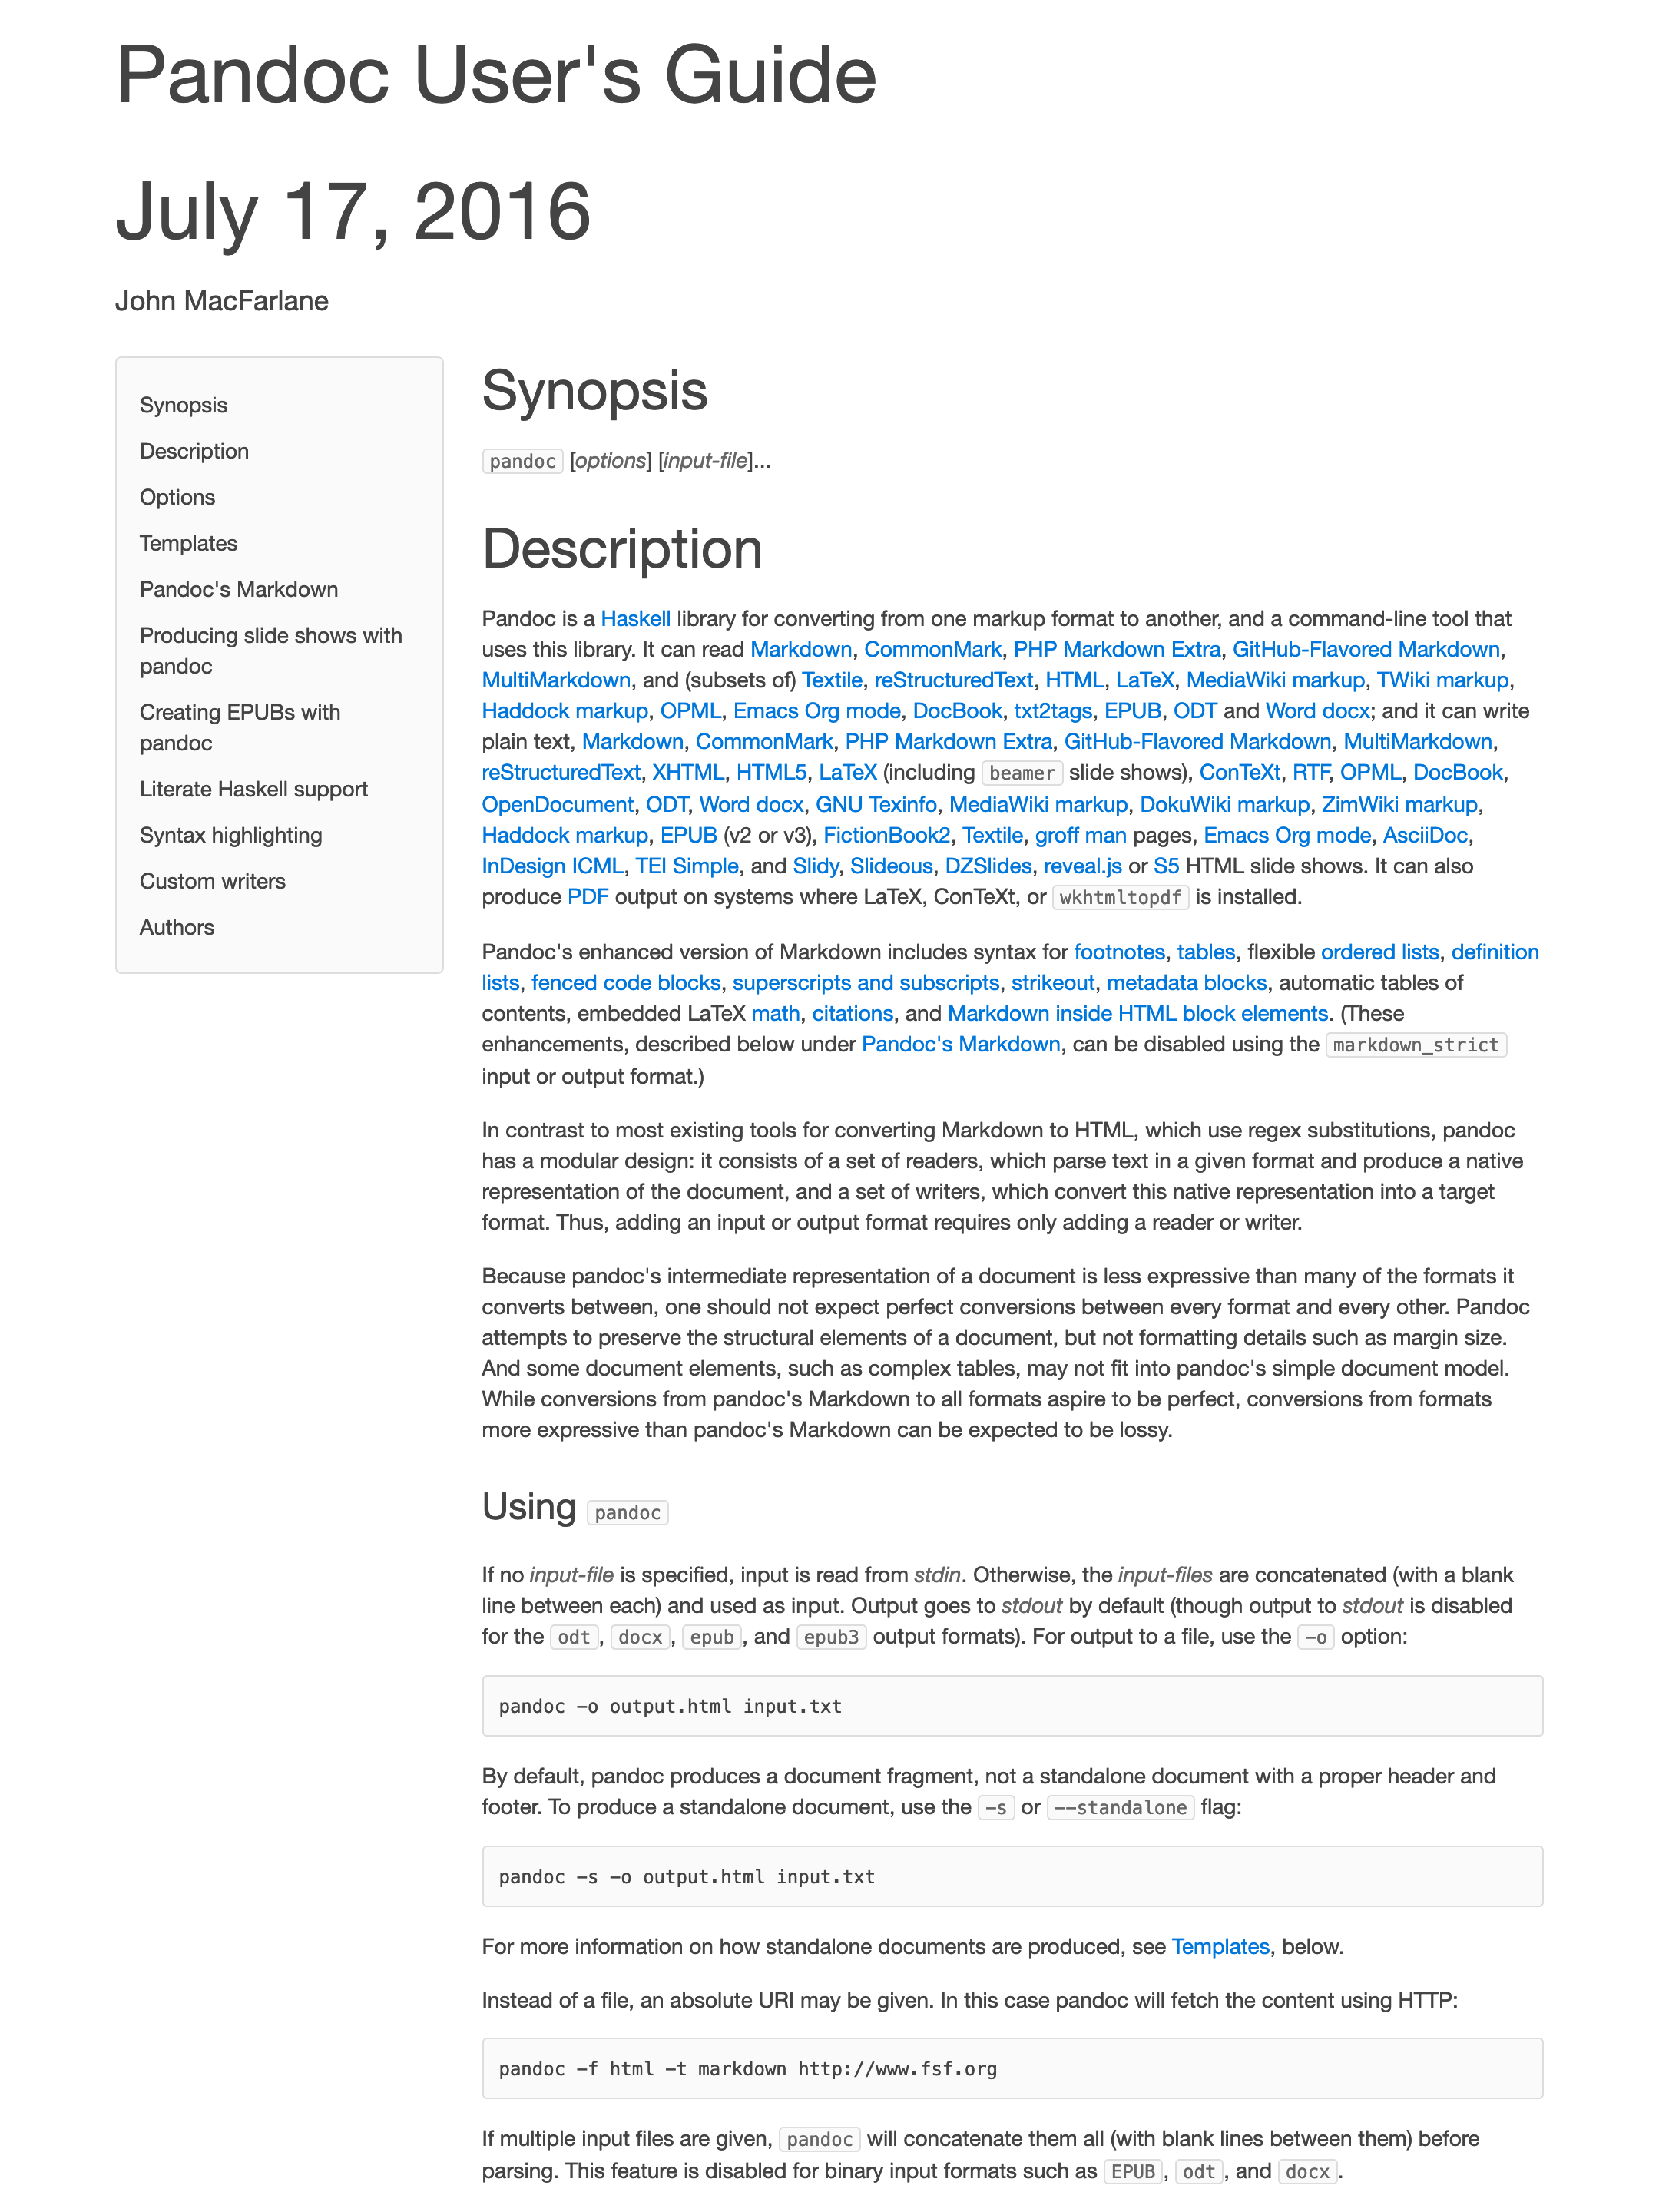 Pandoc User's Guide
July 17, 2016
John MacFarlane
Synopsis
Description
Options
Templates
Pandoc's Markdown
Producing slide shows with
pandoc
Creating EPUBs with
pandoc
Literate Haskell support
Syntax highlighting
Custom writers
Authors
Synopsis
pandoc [options] [input-file]...
Description
Pandoc is a Haskell library for converting from one markup format to another, and a command-line tool that
uses this library. It can read Markdown, CommonMark, PHP Markdown Extra, GitHub-Flavored Markdown,
MultiMarkdown, and (subsets of) Textile, reStructuredText, HTML, LaTeX, MediaWiki markup, TWiki markup,
Haddock markup, OPML, Emacs Org mode, DocBook, txt2tags, EPUB, ODT and Word docx; and it can write
plain text, Markdown, CommonMark, PHP Markdown Extra, GitHub-Flavored Markdown, MultiMarkdown,
reStructuredText, XHTML, HTML5, LaTeX (including beamer slide shows), ConTeXt, RTF, OPML, DocBook,
OpenDocument, ODT, Word docx, GNU Texinfo, MediaWiki markup, DokuWiki markup, ZimWiki markup,
Haddock markup, EPUB (v2 or v3), FictionBook2, Textile, groff man pages, Emacs Org mode, AsciiDoc,
InDesign ICML, TEI Simple, and Slidy, Slideous, DZSlides, reveal.js or S5 HTML slide shows. It can also
produce PDF output on systems where LaTeX, ConTeXt, or wkhtmltopdf is installed.
Pandoc's enhanced version of Markdown includes syntax for footnotes, tables, flexible ordered lists, definition
lists, fenced code blocks, superscripts and subscripts, strikeout, metadata blocks, automatic tables of
contents, embedded LaTeX math, citations, and Markdown inside HTML block elements. (These
enhancements, described below under Pandoc's Markdown, can be disabled using the markdown_strict
input or output format.)
In contrast to most existing tools for converting Markdown to HTML, which use regex substitutions, pandoc
has a modular design: it consists of a set of readers, which parse text in a given format and produce a native
representation of the document, and a set of writers, which convert this native representation into a target
format. Thus, adding an input or output format requires only adding a reader or writer.
Because pandoc's intermediate representation of a document is less expressive than many of the formats it
converts between, one should not expect perfect conversions between every format and every other. Pandoc
attempts to preserve the structural elements of a document, but not formatting details such as margin size.
And some document elements, such as complex tables, may not fit into pandoc's simple document model.
While conversions from pandoc's Markdown to all formats aspire to be perfect, conversions from formats
more expressive than pandoc's Markdown can be expected to be lossy.
Using pandoc
If no input-file is specified, input is read from stdin. Otherwise, the input-files are concatenated (with a blank
line between each) and used as input. Output goes to stdout by default (though output to stdout is disabled
for the odt, docx, epub, and epub3 output formats). For output to a file, use the -o option:
pandoc -o output.html input.txt
By default, pandoc produces a document fragment, not a standalone document with a proper header and
footer. To produce a standalone document, use the -s or --standalone flag:
pandoc -s -o output.html input.txt
For more information on how standalone documents are produced, see Templates, below.
Instead of a file, an absolute URI may be given. In this case pandoc will fetch the content using HTTP:
pandoc -f html -t markdown http://www.fsf.org
If multiple input files are given, pandoc will concatenate them all (with blank lines between them) before
parsing. This feature is disabled for binary input formats such as EPUB, odt, and docx.